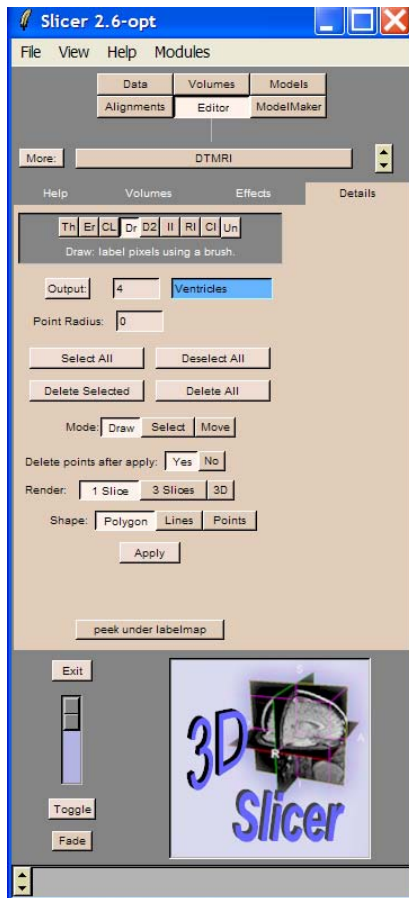 Slicer 2.6-opt
File View Help Modules
Data Volumes Models
Alignments Editor ModelMaker
More: DTMRI
Help Volumes Effects Details
Th Er CL Dr D2 II RI CI Un
Draw: label pixels using a brush.
Output: 4 Ventricles
Point Radius: 0
Select All Deselect All
Delete Selected Delete All
Mode: Draw Select Move
Delete points after apply: Yes No
Render: 1 Slice 3 Slices 3D
Shape: Polygon Lines Points
Apply
peek under labelmap
Exit
S
A
R
I
3D
Slicer
Toggle
Fade